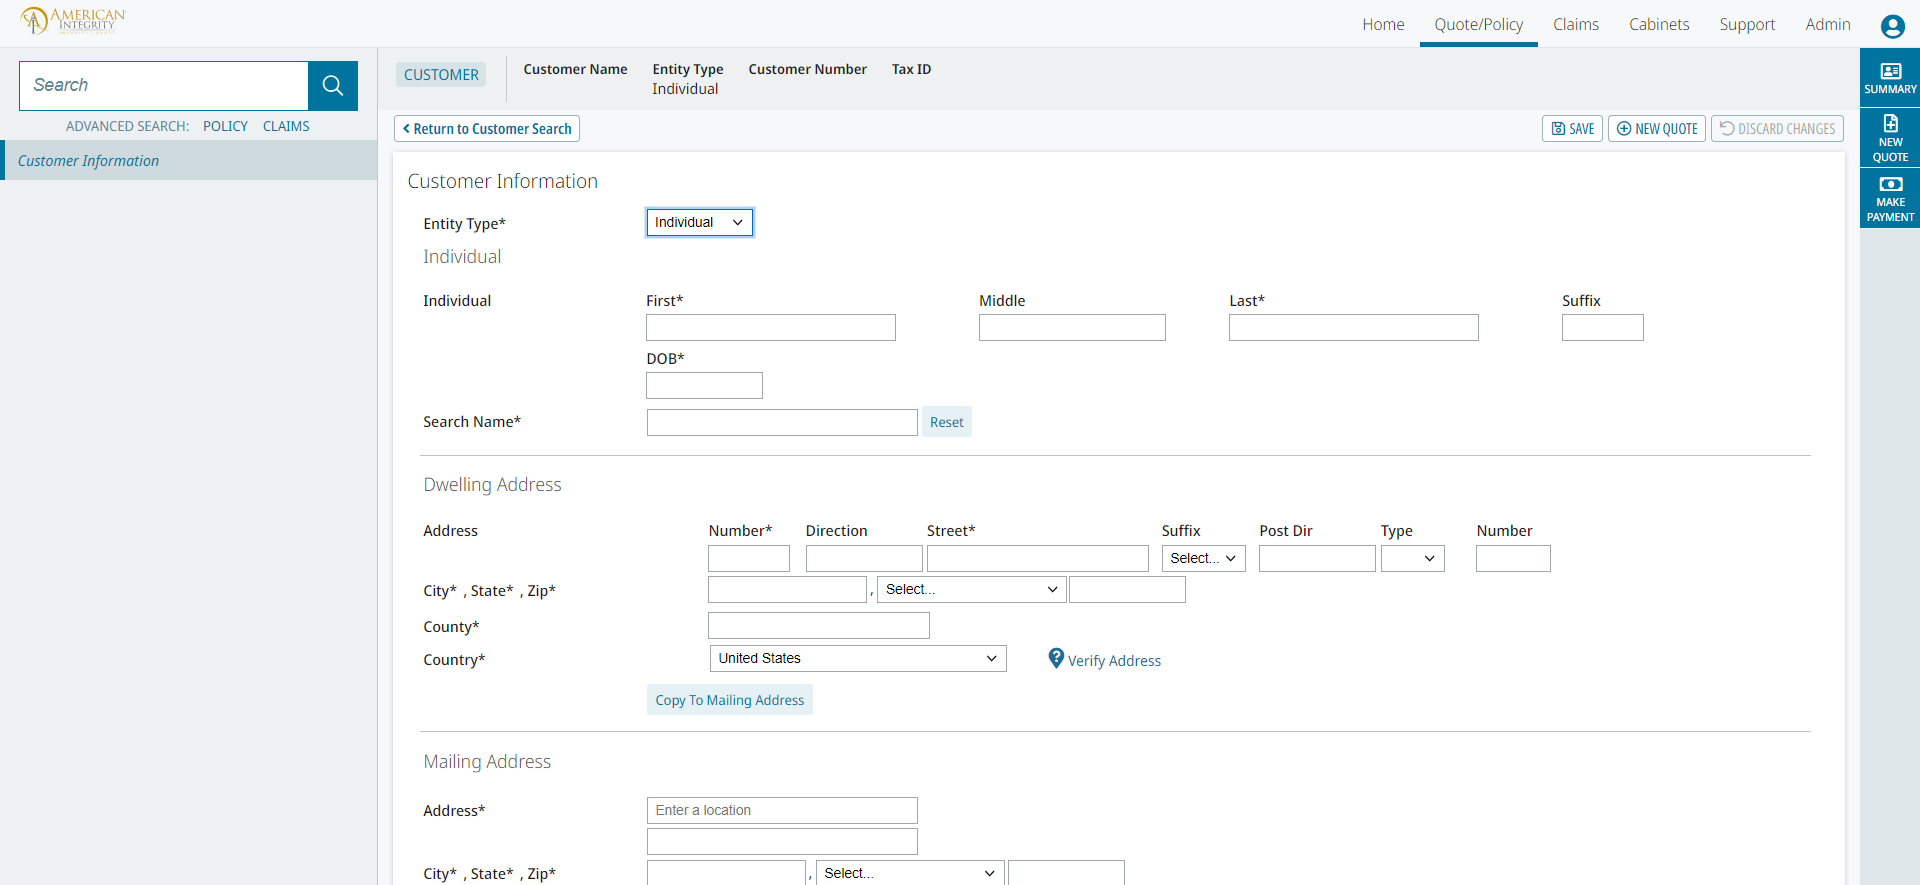 AMERICAN
INTEGRITY
Home Quote/Policy Claims Cabinets Support Admin
Search
ADVANCED SEARCH: POLICY CLAIMS
Customer Information
CUSTOMER
Customer Name Entity Type Customer Number Tax ID
Individual
Return to Customer Search
SAVE NEW QUOTE DISCARD CHANGES
SUMMARY
NEW
QUOTE
MAKE
PAYMENT
Customer Information
Entity Type* Individual
Individual
Individual First* Middle Last* Suffix
DOB*
Search Name* Reset
Dwelling Address
Address Number* Direction Street* Suffix Post Dir Type Number
Select...
City* , State* , Zip* , Select...
County*
Country* United States Verify Address
Copy To Mailing Address
Mailing Address
Address* Enter a location
City* , State* , Zip* , Select...